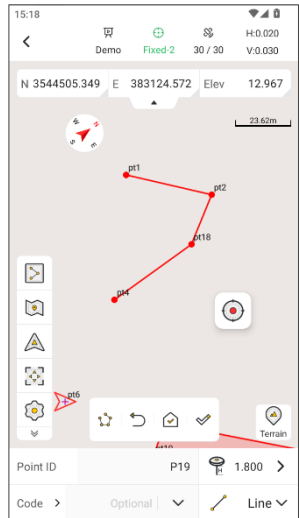 15:18
H:0.020
Demo Fixed-2 30 / 30 V:0.030
N 3544505.349 E 383124.572 Elev 12.967
23.62m
N
W
S
E
pt1
pt2
pt18
pt4
pt6
Terrain
pt10
Point ID P19 H 1.800
Code Optional Line